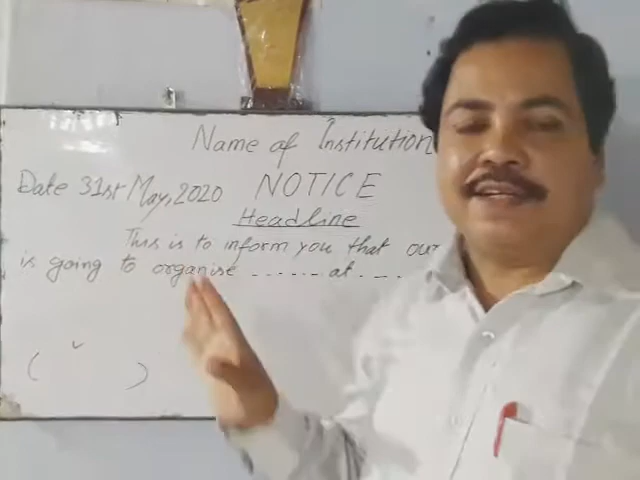 Name of Institution
Date 31st May, 2020 NOTICE
Headline
This is to inform you that our
is going to organise ....... at ....
( )